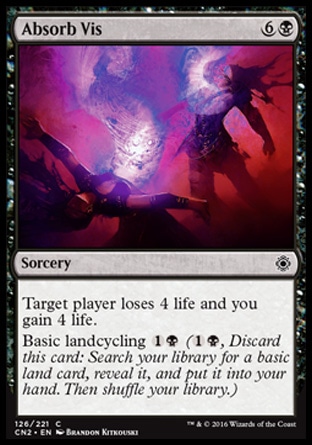 Absorb Vis 6
Sorcery
Target player loses 4 life and you
gain 4 life.
Basic landcycling 1 (1, Discard
this card: Search your library for a basic
land card, reveal it, and put it into your
hand. Then shuffle your library.)
126/221 C
CN2 • EN BRANDON KITKOUSKI
™ & © 2016 Wizards of the Coast